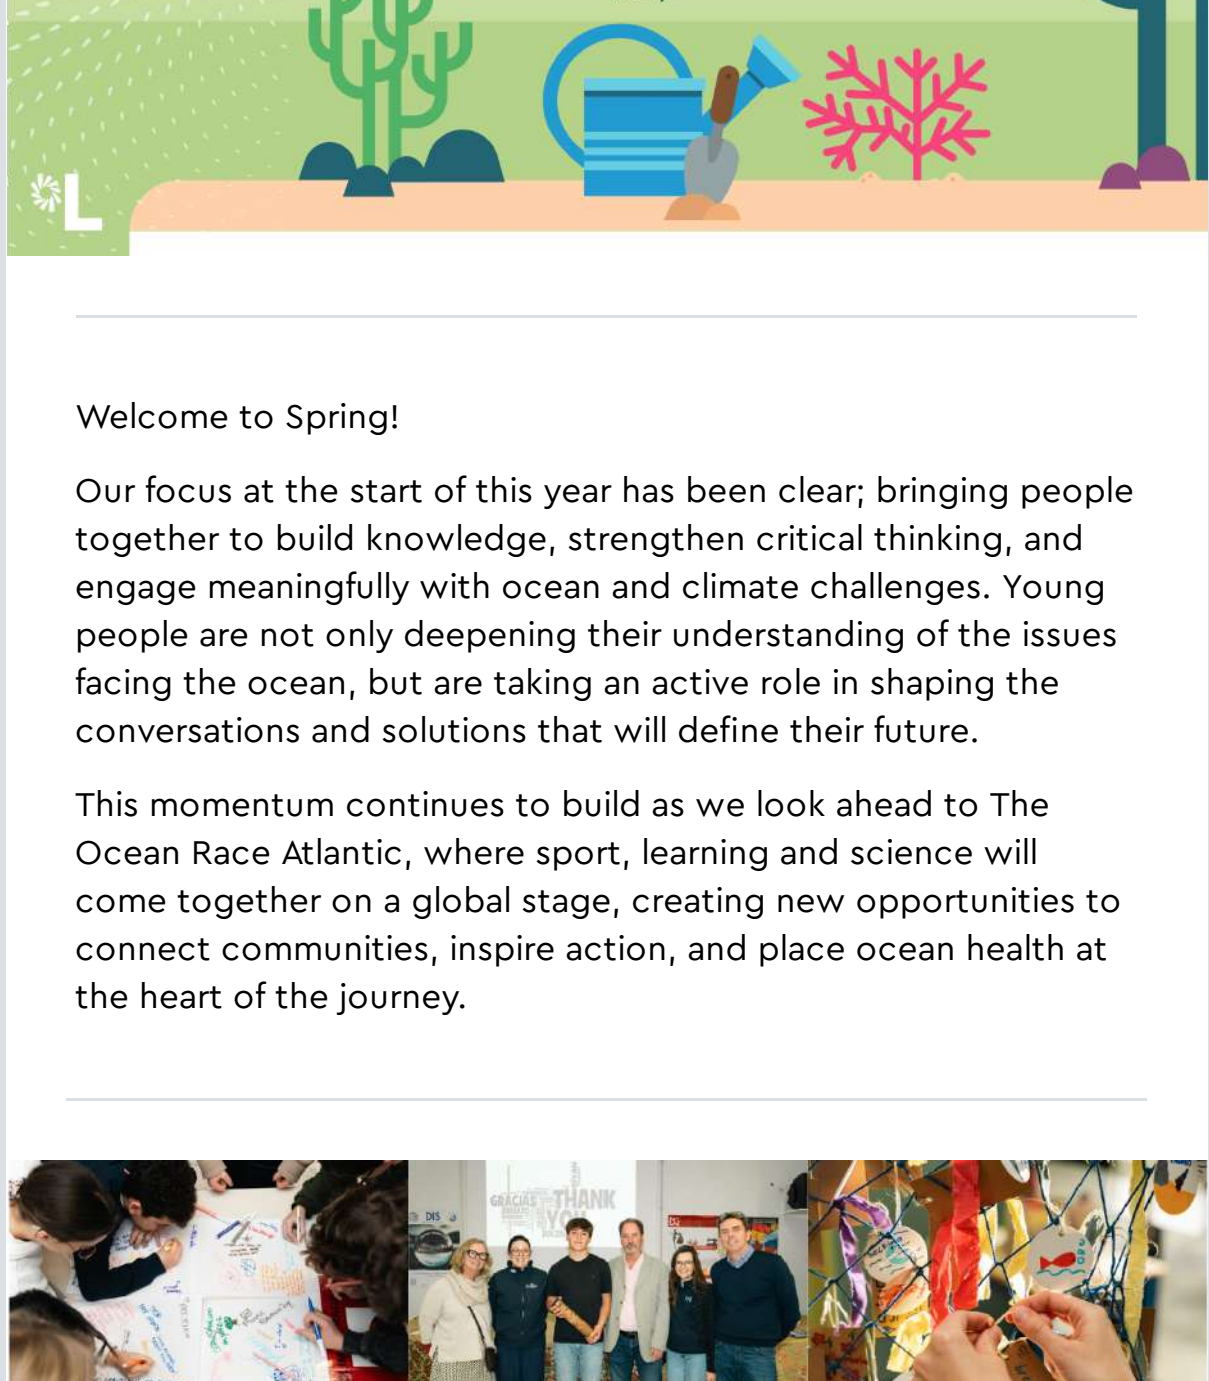 L
Welcome to Spring!
Our focus at the start of this year has been clear; bringing people
together to build knowledge, strengthen critical thinking, and
engage meaningfully with ocean and climate challenges. Young
people are not only deepening their understanding of the issues
facing the ocean, but are taking an active role in shaping the
conversations and solutions that will define their future.
This momentum continues to build as we look ahead to The
Ocean Race Atlantic, where sport, learning and science will
come together on a global stage, creating new opportunities to
connect communities, inspire action, and place ocean health at
the heart of the journey.
GRACIAS THANK
YOU
DIS